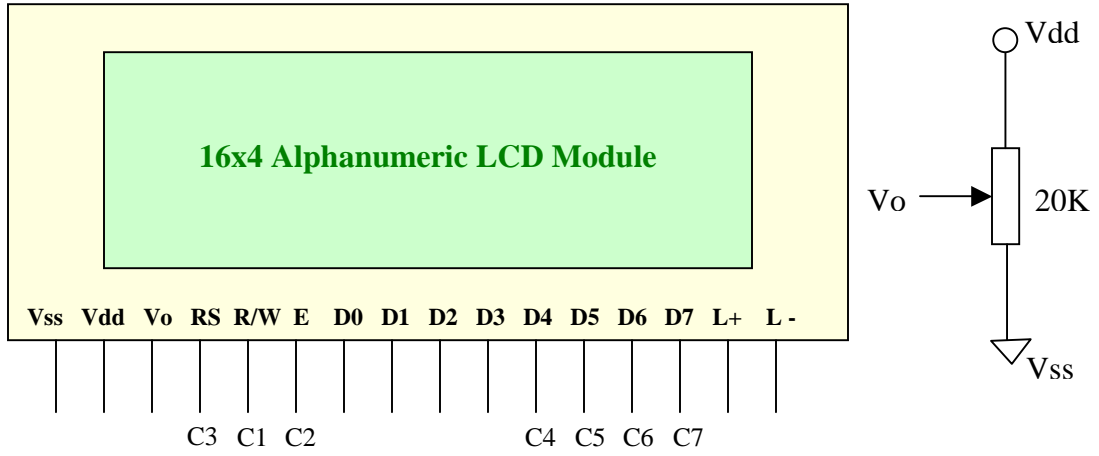 Vdd
16x4 Alphanumeric LCD Module
Vo
20K
Vss Vdd Vo RS R/W E D0 D1 D2 D3 D4 D5 D6 D7 L+ L -
Vss
C3 C1 C2 C4 C5 C6 C7